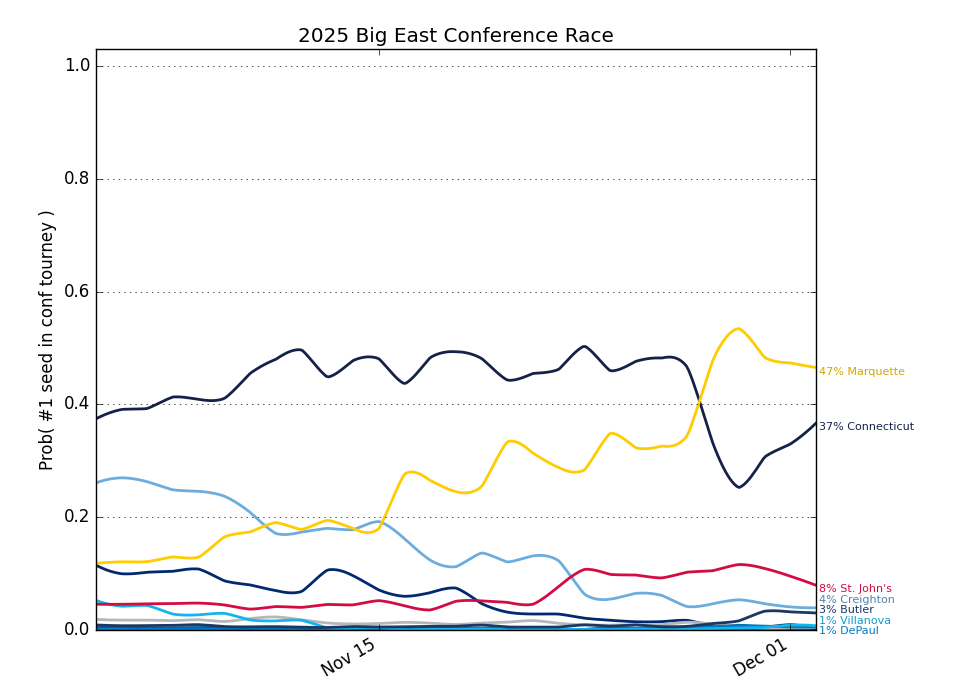 2025 Big East Conference Race
Prob( #1 seed in conf tourney )
1.0
0.8
0.6
0.4
0.2
0.0
Nov 15
Dec 01
47% Marquette
37% Connecticut
8% St. John's
4% Creighton
3% Butler
1% Villanova
1% DePaul